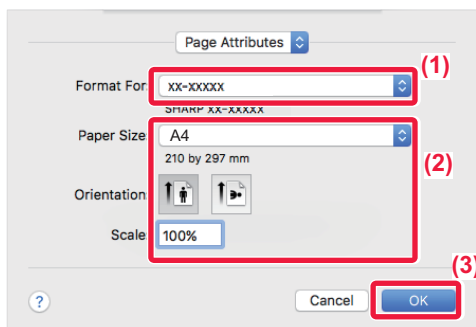 Page Attributes
(1)
Format For: xx-xxxxx
SHARP xx-xxxxx
Paper Size: A4
210 by 297 mm
(2)
Orientation:
Scale: 100%
(3)
? Cancel OK